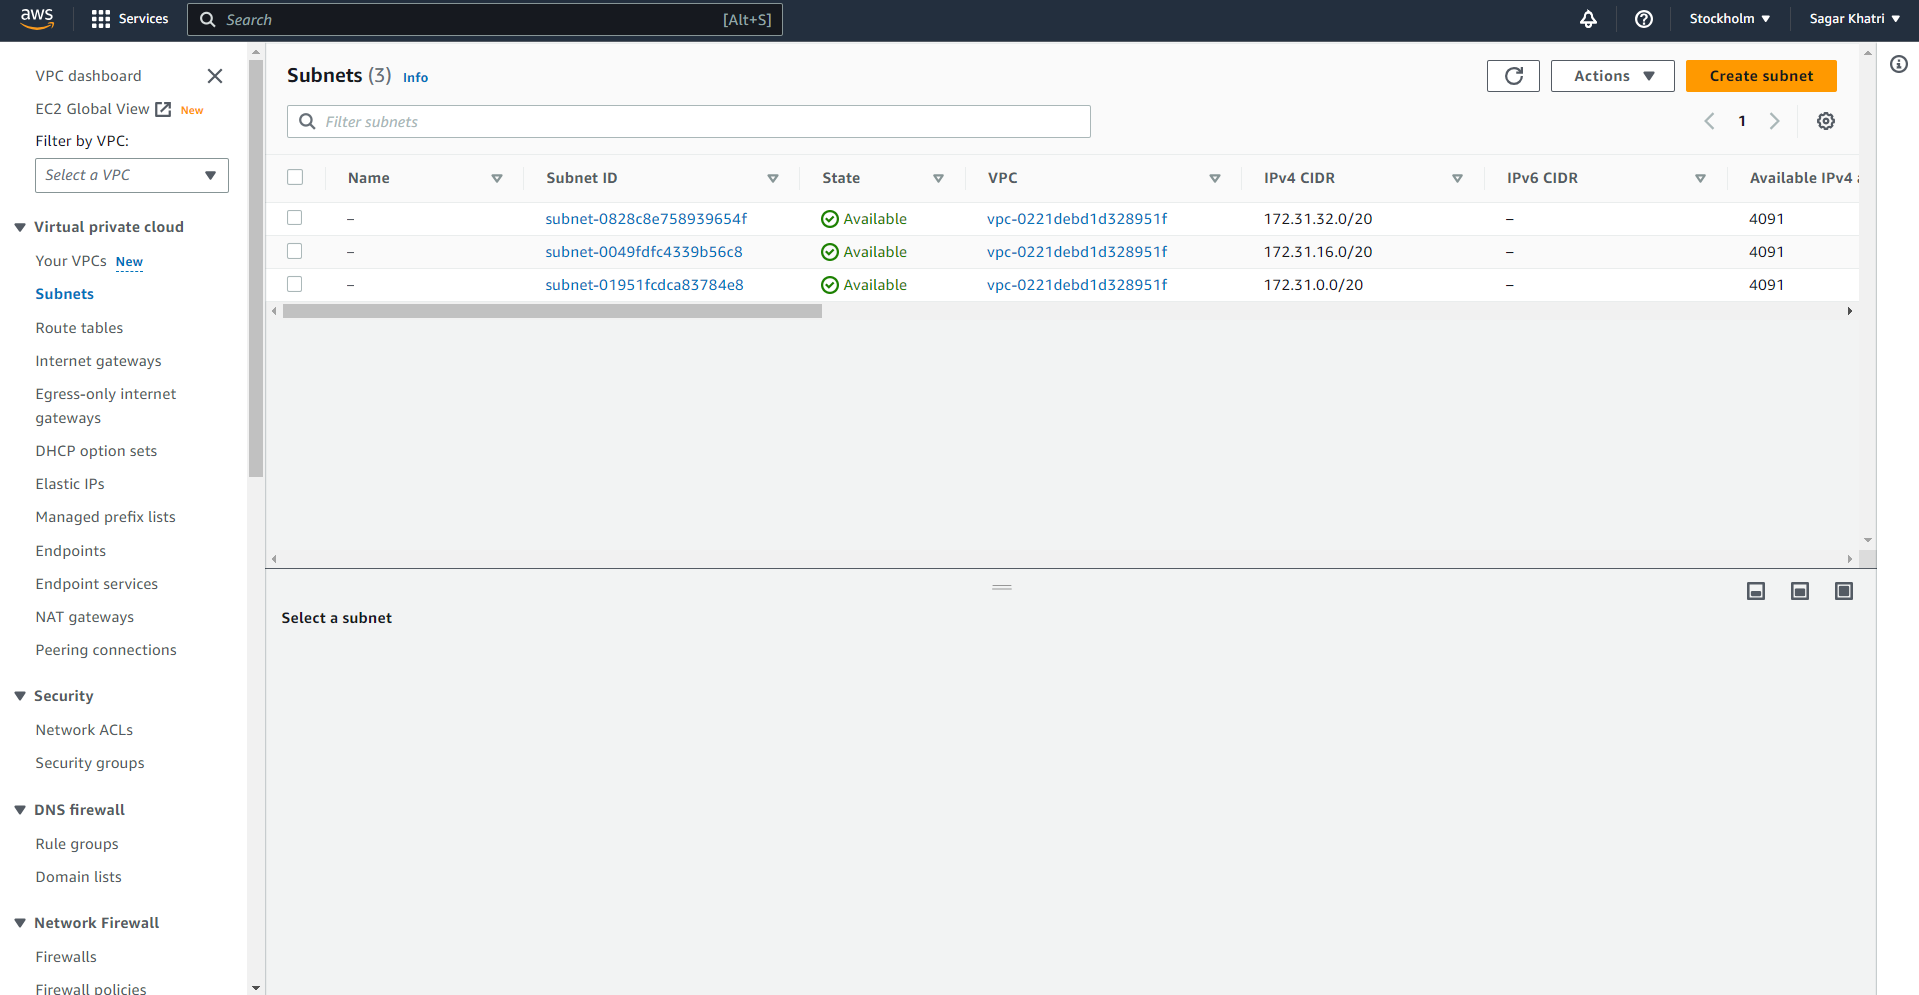 aws Services Search [Alt+S] Stockholm Sagar Khatri
VPC dashboard
EC2 Global View New
Filter by VPC:
Select a VPC
Virtual private cloud
Your VPCs New
Subnets
Route tables
Internet gateways
Egress-only internet
gateways
DHCP option sets
Elastic IPs
Managed prefix lists
Endpoints
Endpoint services
NAT gateways
Peering connections
Security
Network ACLs
Security groups
DNS firewall
Rule groups
Domain lists
Network Firewall
Firewalls
Firewall policies
Subnets (3) Info
Actions Create subnet
Filter subnets
1
Name Subnet ID State VPC IPv4 CIDR IPv6 CIDR Available IPv4
– subnet-0828c8e758939654f Available vpc-0221debd1d328951f 172.31.32.0/20 – 4091
– subnet-0049fdfc4339b56c8 Available vpc-0221debd1d328951f 172.31.16.0/20 – 4091
– subnet-01951fcdca83784e8 Available vpc-0221debd1d328951f 172.31.0.0/20 – 4091
Select a subnet